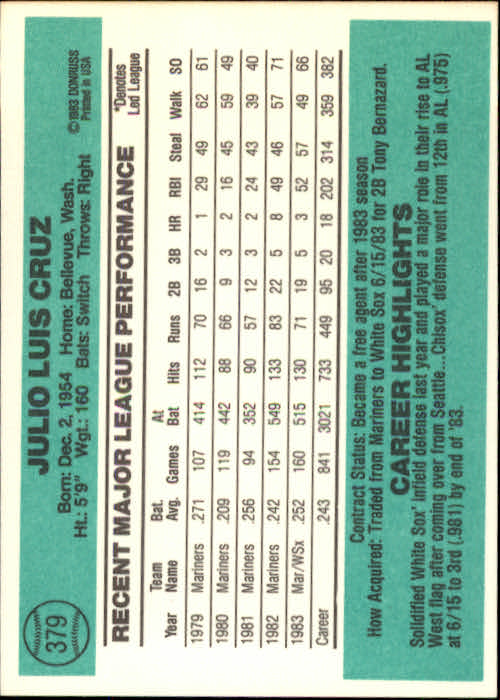 379
JULIO LUIS CRUZ
Born: Dec. 2, 1954 Home: Bellevue, Wash.
Ht.: 5'9" Wgt.: 160 Bats: Switch Throws: Right
©1983 DONRUSS
Printed in USA
RECENT MAJOR LEAGUE PERFORMANCE
*Denotes
Led League
Year Team Name Bat. Avg. Games At Bat Hits Runs 2B 3B HR RBI Steal Walk SO
1979 Mariners .271 107 414 112 70 16 2 1 29 49 62 61
1980 Mariners .209 119 442 88 66 9 3 2 16 45 59 49
1981 Mariners .256 94 352 90 57 12 3 2 24 43 39 40
1982 Mariners .242 154 549 133 83 22 5 8 49 46 57 71
1983 Mar/WSx .252 160 515 130 71 19 5 3 52 57 49 66
Career .243 841 3021 733 449 95 20 18 202 314 359 382
Contract Status: Became a free agent after 1983 season
How Acquired: Traded from Mariners to White Sox 6/15/83 for 2B Tony Bernazard.
CAREER HIGHLIGHTS
Solidified White Sox' infield defense last year and played a major role in their rise to AL
West flag after coming over from Seattle...Chisox' defense went from 12th in AL (.975)
at 6/15 to 3rd (.981) by end of '83.